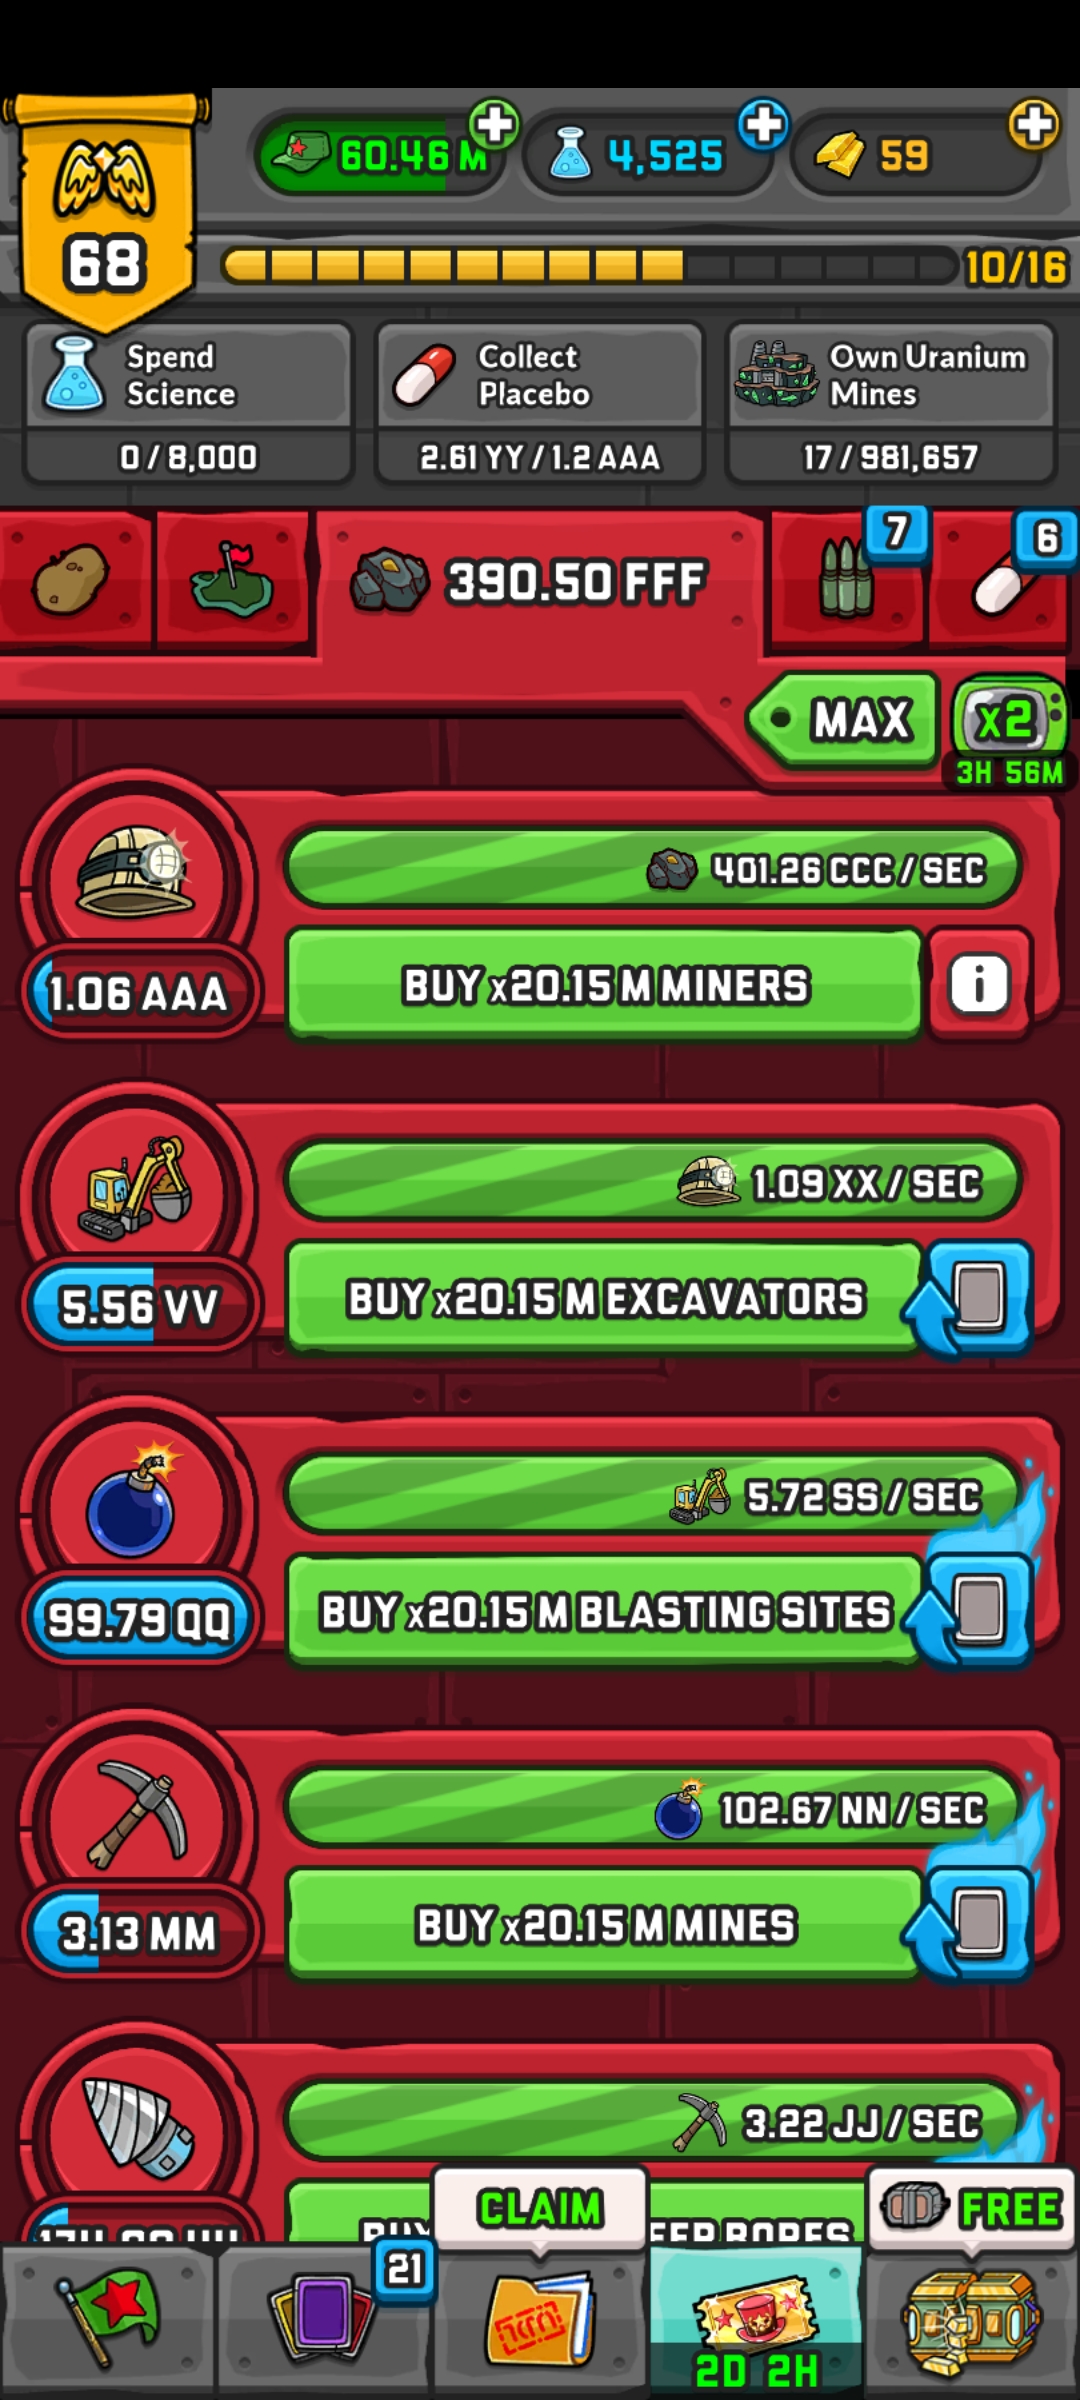 60.46 M
4,525
59
68
10/16
Spend
Science
0 / 8,000
Collect
Placebo
2.61 YY / 1.2 AAA
Own Uranium
Mines
17 / 981,657
390.50 FFF
7
6
MAX
x2
3H 56M
401.26 CCC / SEC
1.06 AAA
BUY x20.15 M MINERS
i
1.09 XX / SEC
5.56 VV
BUY x20.15 M EXCAVATORS
5.72 SS / SEC
99.79 QQ
BUY x20.15 M BLASTING SITES
102.67 NN / SEC
3.13 MM
BUY x20.15 M MINES
3.22 JJ / SEC
BUY
CLAIM
FREE
21
2D 2H